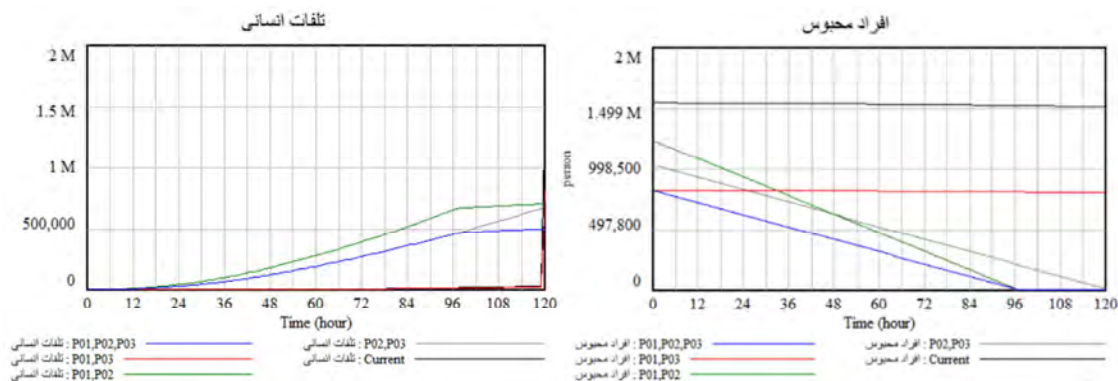 تلفات انسانی
2 M
1.5 M
1 M
500,000
0
0 12 24 36 48 60 72 84 96 108 120
Time (hour)
تلفات انسانی : P01,P02,P03
تلفات انسانی : P01,P03
تلفات انسانی : P01,P02
تلفات انسانی : P02,P03
تلفات انسانی : Current
افراد محبوس
2 M
1.499 M
998,500
497,800
0
person
0 12 24 36 48 60 72 84 96 108 120
Time (hour)
افراد محبوس : P01,P02,P03
افراد محبوس : P01,P03
افراد محبوس : P01,P02
افراد محبوس : P02,P03
افراد محبوس : Current